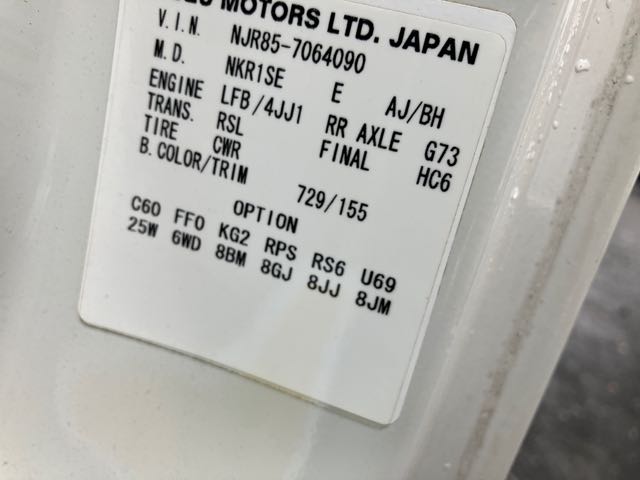 MOTORS LTD. JAPAN
V.I.N. NJR85-7064090
M.D. NKR1SE E AJ/BH
ENGINE LFB/4JJ1 RR AXLE G73
TRANS. RSL FINAL HC6
TIRE CWR
B.COLOR/TRIM 729/155
OPTION
C60 FF0 KG2 RPS RS6 U69
25W 6WD 8BM 8GJ 8JJ 8JM